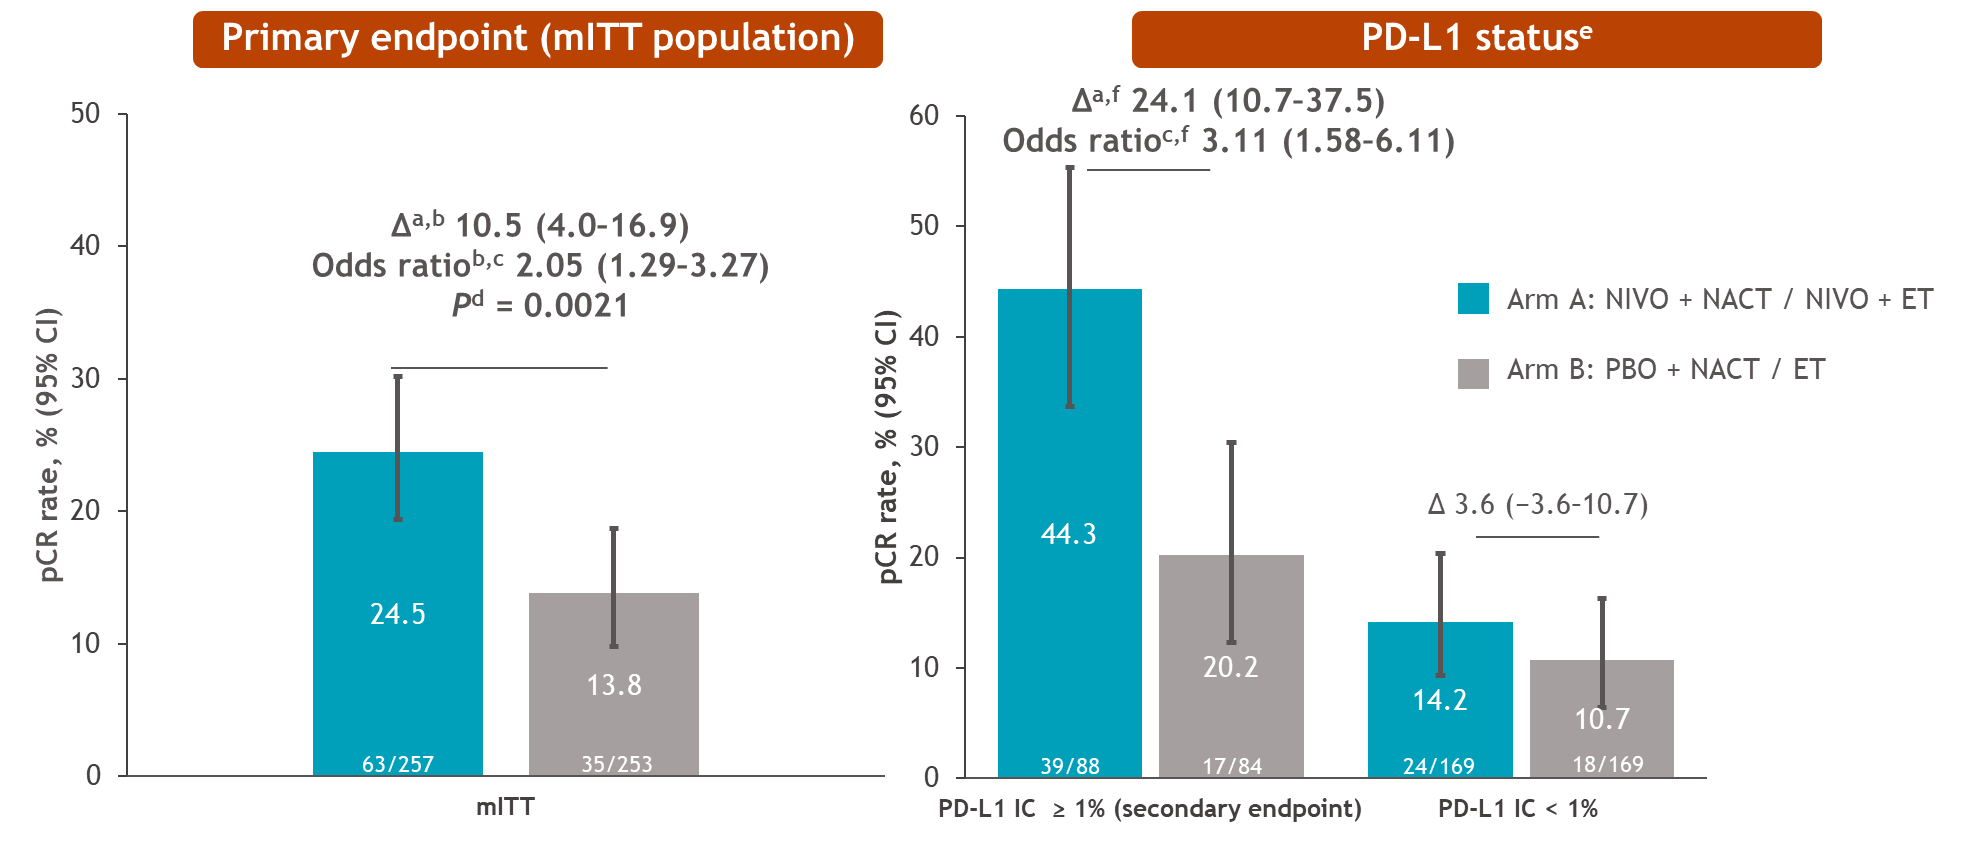 Primary endpoint (mITT population)
50
40
30
20
10
0
pCR rate, % (95% CI)
Δa,b 10.5 (4.0–16.9)
Odds ratiob,c 2.05 (1.29–3.27)
Pd = 0.0021
24.5
63/257
13.8
35/253
mITT
PD-L1 statuse
60
50
40
30
20
10
0
pCR rate, % (95% CI)
Δa,f 24.1 (10.7–37.5)
Odds ratioc,f 3.11 (1.58–6.11)
44.3
39/88
20.2
17/84
Δ 3.6 (−3.6–10.7)
14.2
24/169
10.7
18/169
PD-L1 IC ≥ 1% (secondary endpoint)
PD-L1 IC < 1%
Arm A: NIVO + NACT / NIVO + ET
Arm B: PBO + NACT / ET